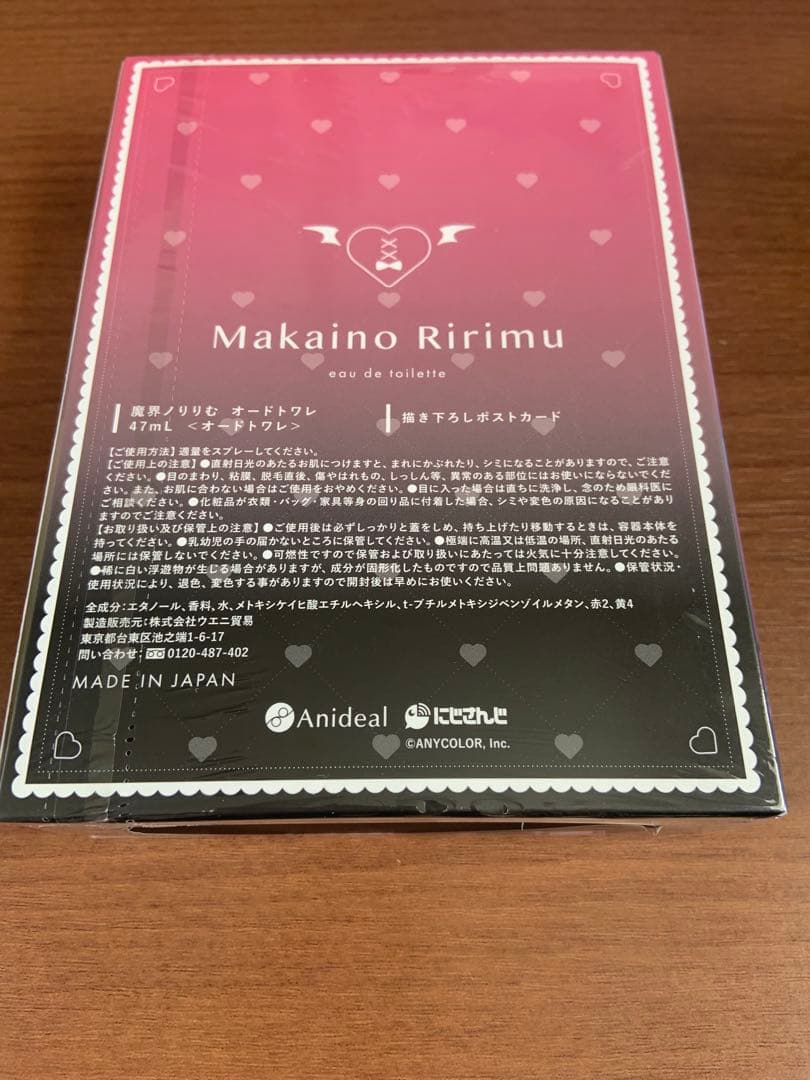 Makaino Ririmu
eau de toilette
魔界ノりりむ オードトワレ
47mL <オードトワレ>
描き下ろしポストカード
【ご使用方法】適量をスプレーしてください。
【ご使用上の注意】●直射日光のあたるお肌につけますと、まれにかぶれたり、シミになることがありますので、ご注意
ください。●目のまわり、粘膜、脱毛直後、傷やはれもの、しっしん等、異常のある部位にはお使いにならないでくだ
さい。また、お肌に合わない場合はご使用をおやめください。●目に入った場合は直ちに洗浄し、念のため眼科医に
ご相談ください。●化粧品が衣類・バッグ・家具等身の回り品に付着した場合、シミや変色の原因になることがあり
ますのでご注意ください。
【お取り扱い及び保管上の注意】●ご使用後は必ずしっかりと蓋をしめ、持ち上げたり移動するときは、容器本体を
持ってください。●乳幼児の手の届かないところに保管してください。●極端に高温又は低温の場所、直射日光のあたる
場所には保管しないでください。●可燃性ですので保管および取り扱いにあたっては火気に十分注意してください。
●稀に白い浮遊物が生じる場合がありますが、成分が固形化したものですので品質上問題ありません。●保管状況・
使用状況により、退色、変色する事がありますので開封後は早めにお使いください。
全成分:エタノール、香料、水、メトキシケイヒ酸エチルヘキシル、t-ブチルメトキシジベンゾイルメタン、赤2、黄4
製造販売元:株式会社ウエニ貿易
東京都台東区池之端1-6-17
問い合わせ:0120-487-402
MADE IN JAPAN
Anideal にじさんじ
©ANYCOLOR, Inc.